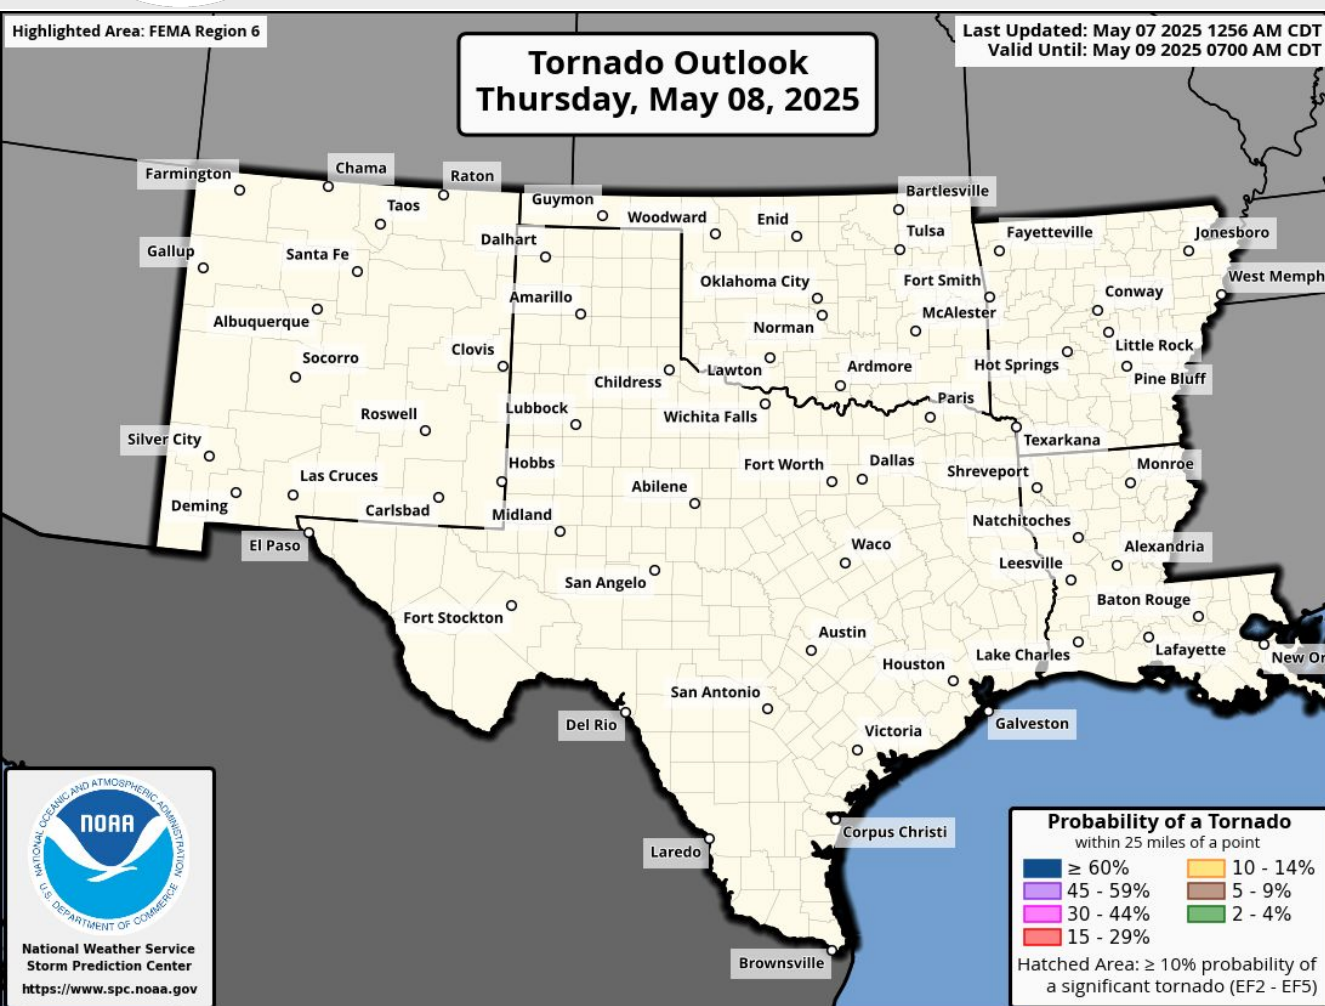 Highlighted Area: FEMA Region 6
Last Updated: May 07 2025 1256 AM CDT
Valid Until: May 09 2025 0700 AM CDT
Tornado Outlook
Thursday, May 08, 2025
Farmington
Chama
Raton
Taos
Guymon
Woodward
Enid
Bartlesville
Tulsa
Fayetteville
Jonesboro
Gallup
Santa Fe
Dalhart
Oklahoma City
Fort Smith
West Memph
Amarillo
Conway
Albuquerque
Norman
McAlester
Little Rock
Socorro
Clovis
Childress
Lawton
Ardmore
Hot Springs
Pine Bluff
Roswell
Lubbock
Wichita Falls
Paris
Texarkana
Silver City
Las Cruces
Hobbs
Abilene
Fort Worth
Dallas
Shreveport
Monroe
Deming
Carlsbad
Midland
Natchitoches
El Paso
Waco
Alexandria
San Angelo
Leesville
Fort Stockton
Baton Rouge
Austin
Lake Charles
Lafayette
New Or
Houston
San Antonio
Del Rio
Galveston
Victoria
Laredo
Corpus Christi
Brownsville
NATIONAL OCEANIC AND ATMOSPHERIC ADMINISTRATION
NOAA
U.S. DEPARTMENT OF COMMERCE
National Weather Service
Storm Prediction Center
https://www.spc.noaa.gov
Probability of a Tornado
within 25 miles of a point
≥ 60%
10 - 14%
45 - 59%
5 - 9%
30 - 44%
2 - 4%
15 - 29%
Hatched Area: ≥ 10% probability of
a significant tornado (EF2 - EF5)